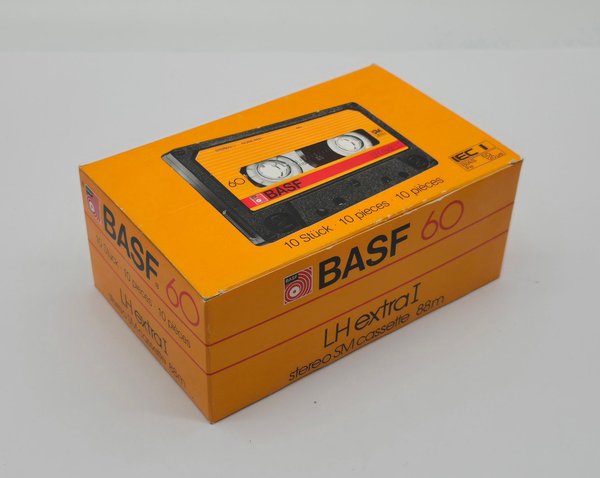 60
BASF
SM
IEC I
10 Stück 10 pieces 10 pièces
BASF 60
10 Stück 10 pieces 10 pièces
LH extra I
stereo SM cassette 88m
BASF 60
LH extra I
stereo SM cassette 88m